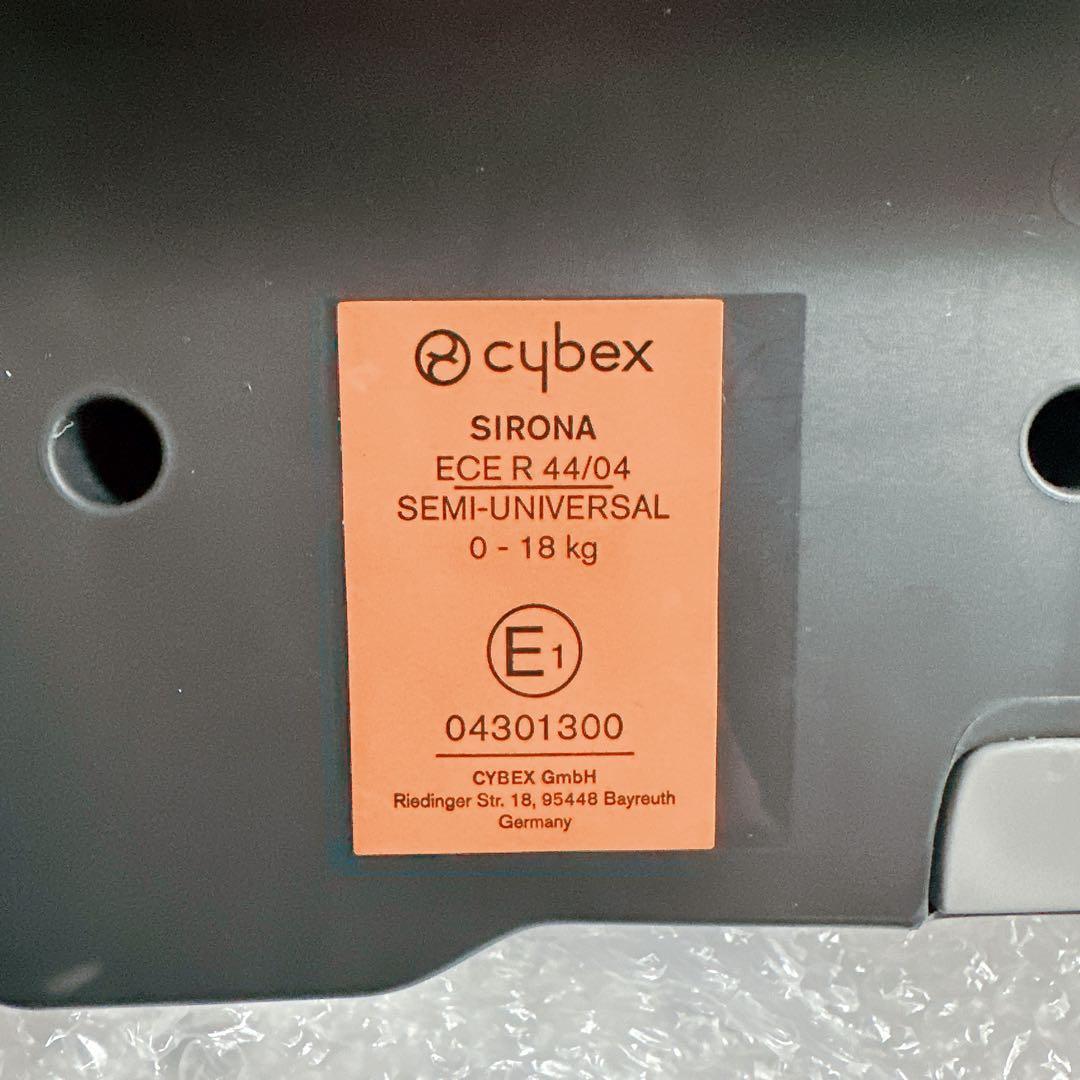 cybex
SIRONA
ECE R 44/04
SEMI-UNIVERSAL
0 - 18 kg
E1
04301300
CYBEX GmbH
Riedinger Str. 18, 95448 Bayreuth
Germany